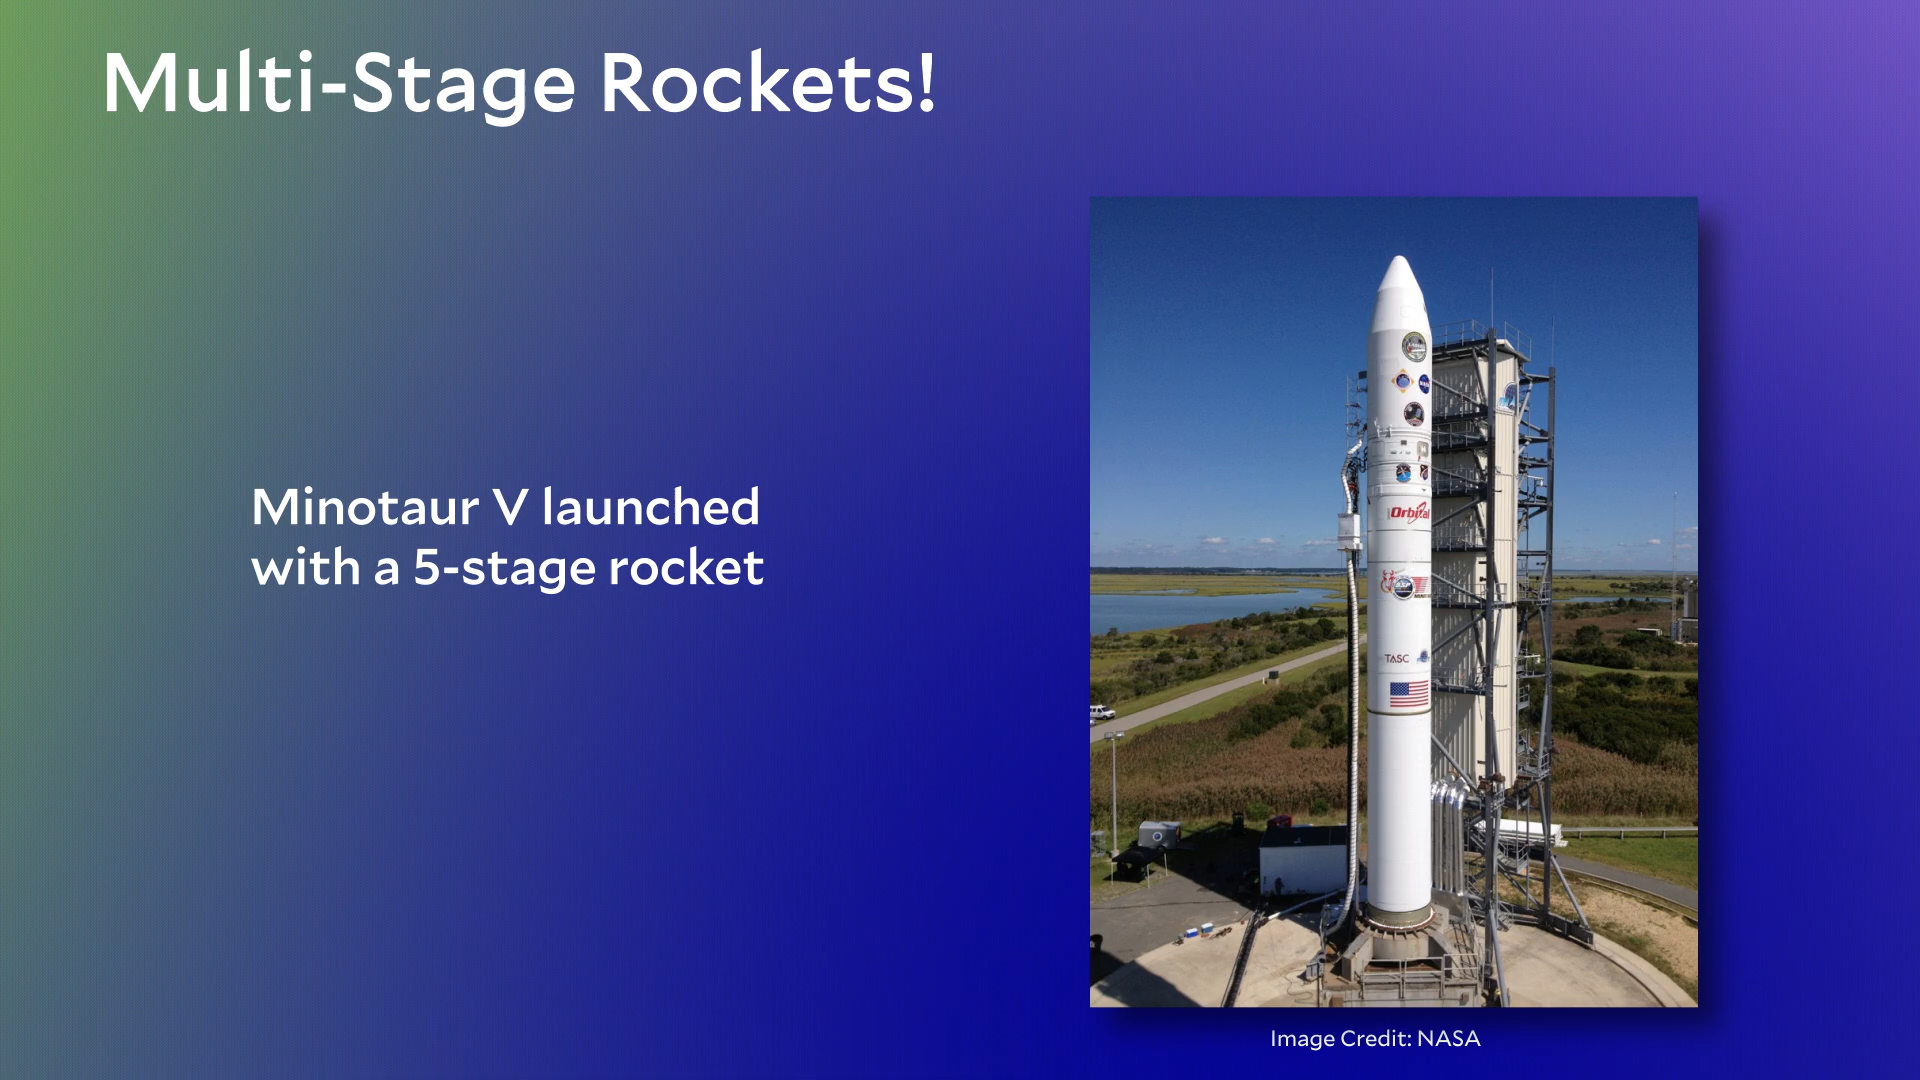 Multi-Stage Rockets!
Minotaur V launched
with a 5-stage rocket
Orbital
TASC
Image Credit: NASA